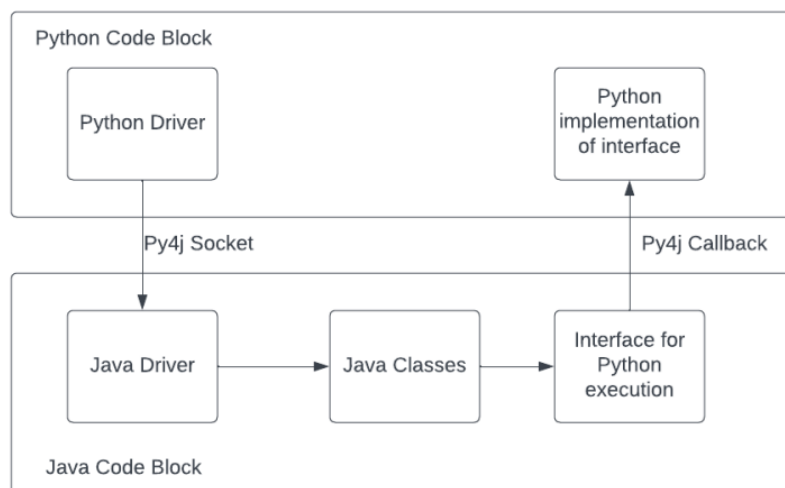 Python Code Block
Python Driver
Python
implementation
of interface
Py4j Socket
Py4j Callback
Java Driver
Java Classes
Interface for
Python
execution
Java Code Block